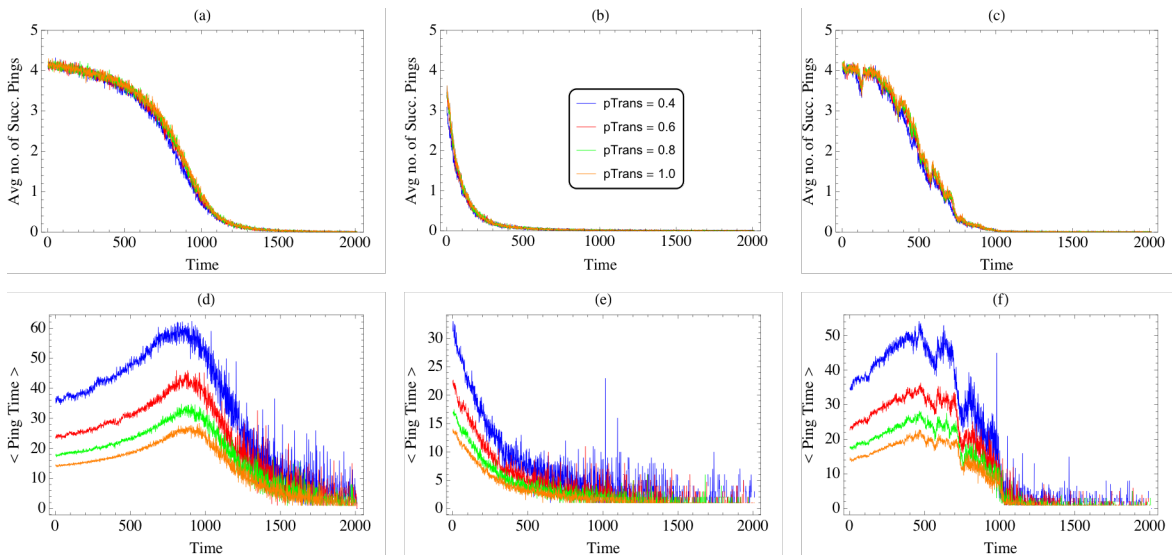 (a)
Avg no. of Succ. Pings
5
4
3
2
1
0
0 500 1000 1500 2000
Time
(b)
Avg no. of Succ. Pings
5
4
3
2
1
0
pTrans = 0.4
pTrans = 0.6
pTrans = 0.8
pTrans = 1.0
0 500 1000 1500 2000
Time
(c)
Avg no. of Succ. Pings
5
4
3
2
1
0
0 500 1000 1500 2000
Time
(d)
< Ping Time >
60
50
40
30
20
10
0
0 500 1000 1500 2000
Time
(e)
< Ping Time >
30
25
20
15
10
5
0
0 500 1000 1500 2000
Time
(f)
< Ping Time >
50
40
30
20
10
0
0 500 1000 1500 2000
Time